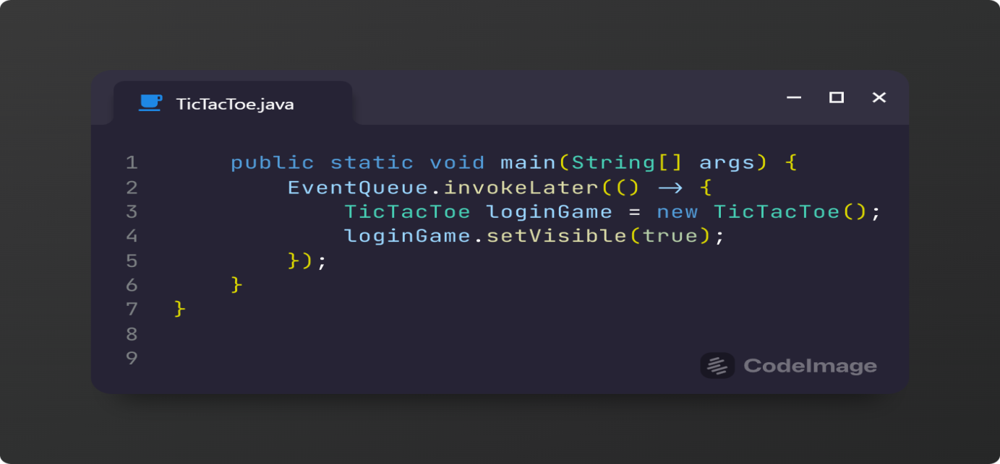 TicTacToe.java
1 public static void main(String[] args) {
2 EventQueue.invokeLater(() -> {
3 TicTacToe loginGame = new TicTacToe();
4 loginGame.setVisible(true);
5 });
6 }
7 }
8
9
CodeImage